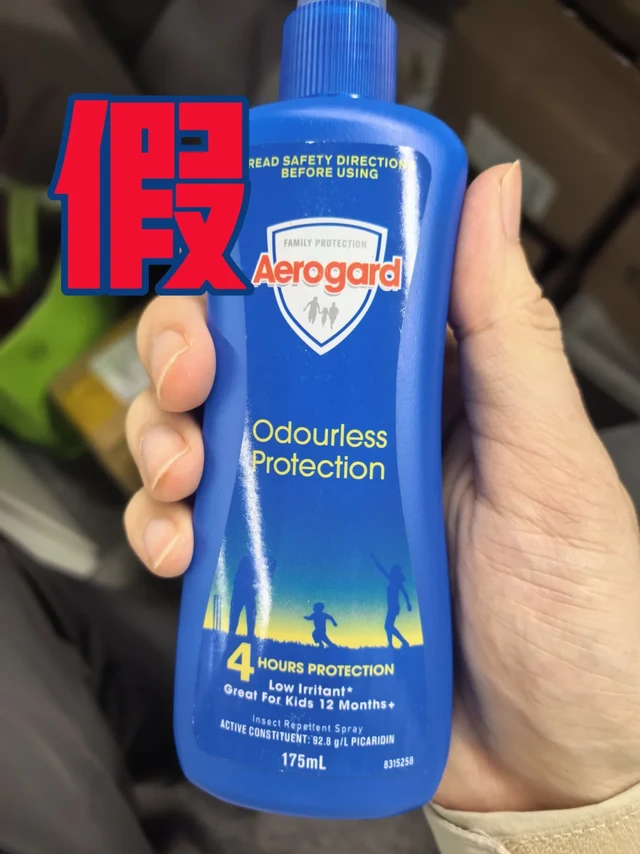 假
READ SAFETY DIRECTION
BEFORE USING
FAMILY PROTECTION
Aerogard
Odourless
Protection
4 HOURS PROTECTION
Low Irritant*
Great For Kids 12 Months+
Insect Repellent Spray
ACTIVE CONSTITUENT: 92.8 g/L PICARIDIN
175mL
8315258